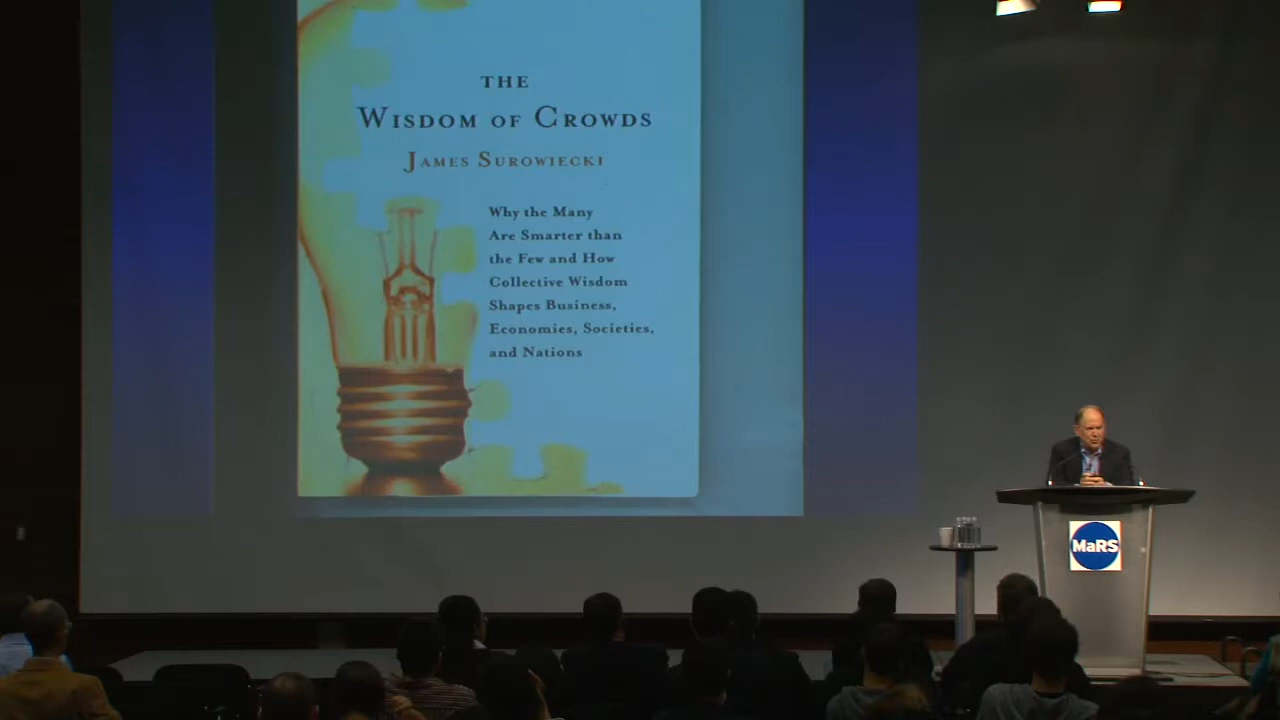 THE
WISDOM OF CROWDS
JAMES SUROWIECKI
Why the Many
Are Smarter than
the Few and How
Collective Wisdom
Shapes Business,
Economies, Societies,
and Nations
MaRS